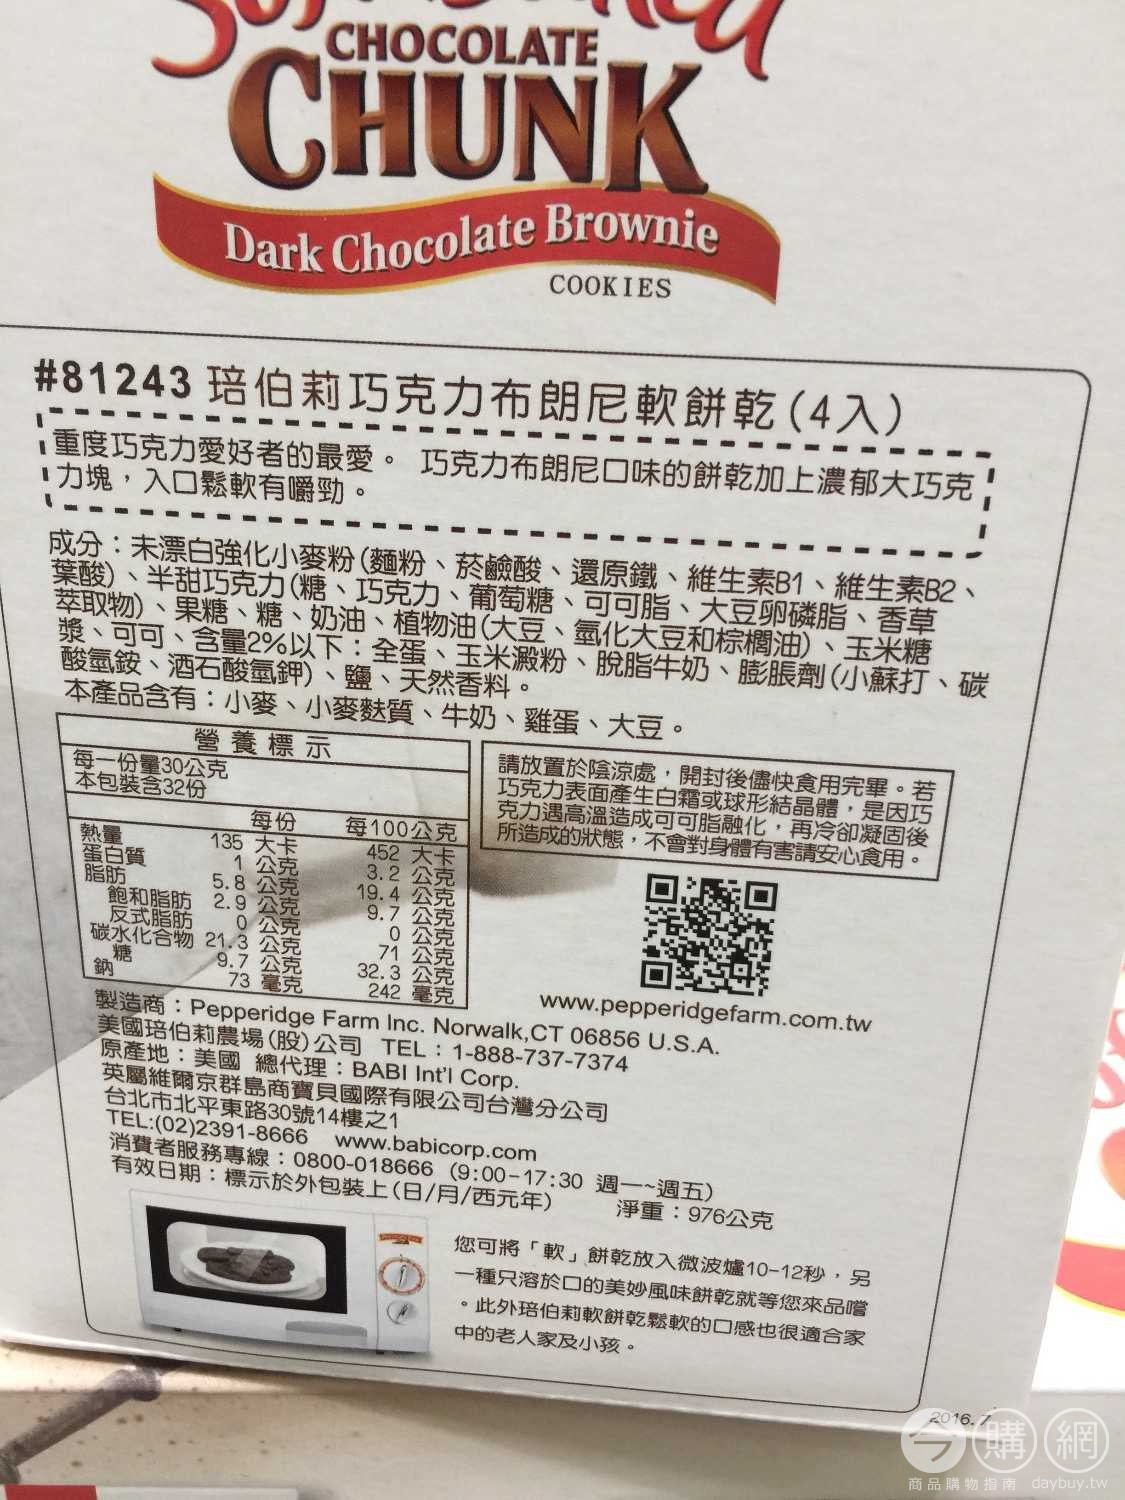 CHOCOLATE
CHUNK
Dark Chocolate Brownie
COOKIES
#81243 琣伯莉巧克力布朗尼軟餅乾(4入)
重度巧克力愛好者的最愛。 巧克力布朗尼口味的餅乾加上濃郁大巧克
力塊，入口鬆軟有嚼勁。
成分：未漂白強化小麥粉(麵粉、菸鹼酸、還原鐵、維生素B1、維生素B2、
葉酸)、半甜巧克力(糖、巧克力、葡萄糖、可可脂、大豆卵磷脂、香草
萃取物)、果糖、糖、奶油、植物油(大豆、氫化大豆和棕櫚油)、玉米糖
漿、可可、含量2%以下：全蛋、玉米澱粉、脫脂牛奶、膨脹劑(小蘇打、碳
酸氫銨、酒石酸氫鉀)、鹽、天然香料。
本產品含有：小麥、小麥麩質、牛奶、雞蛋、大豆。
營養標示
每一份量30公克
本包裝含32份
每份 每100公克
熱量 135 大卡 452 大卡
蛋白質 1 公克 3.2 公克
脂肪 5.8 公克 19.4 公克
飽和脂肪 2.9 公克 9.7 公克
反式脂肪 0 公克 0 公克
碳水化合物 21.3 公克 71 公克
糖 9.7 公克 32.3 公克
鈉 73 毫克 242 毫克
請放置於陰涼處，開封後儘快食用完畢。若
巧克力表面產生白霜或球形結晶體，是因巧
克力遇高溫造成可可脂融化，再冷卻凝固後
所造成的狀態，不會對身體有害請安心食用。
www.pepperidgefarm.com.tw
製造商：Pepperidge Farm Inc. Norwalk,CT 06856 U.S.A.
美國琣伯莉農場(股)公司 TEL：1-888-737-7374
原產地：美國 總代理：BABI Int'l Corp.
英屬維爾京群島商寶貝國際有限公司台灣分公司
台北市北平東路30號14樓之1
TEL:(02)2391-8666 www.babicorp.com
消費者服務專線：0800-018666 (9:00-17:30 週一~週五)
有效日期：標示於外包裝上(日/月/西元年) 淨重：976公克
您可將「軟」餅乾放入微波爐10-12秒，另
一種只溶於口的美妙風味餅乾就等您來品嚐
。此外琣伯莉軟餅乾鬆軟的口感也很適合家
中的老人家及小孩。
2016.7
今購網
商品購物指南 daybuy.tw